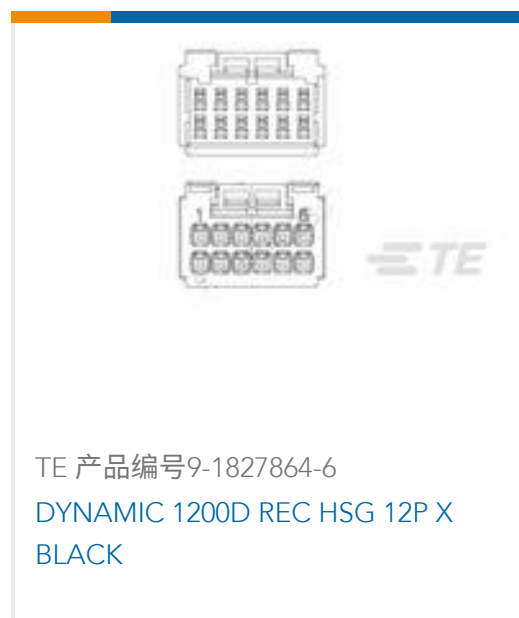 1 6
TE
TE 产品编号9-1827864-6
DYNAMIC 1200D REC HSG 12P X
BLACK